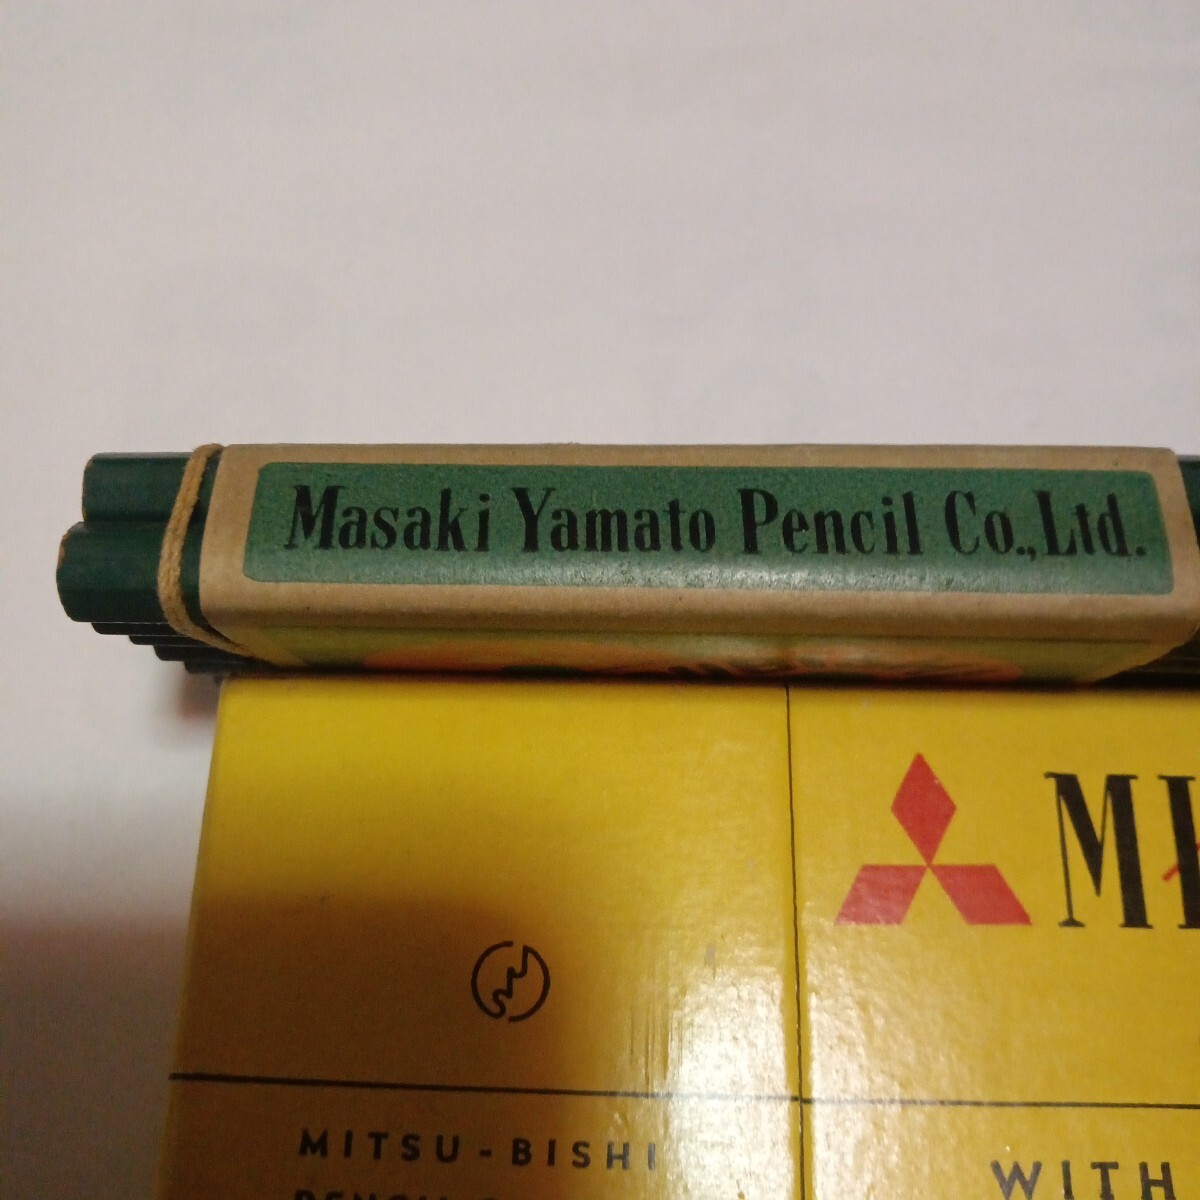 Masaki Yamato Pencil Co., Ltd.
MITSU-BISHI
WITH